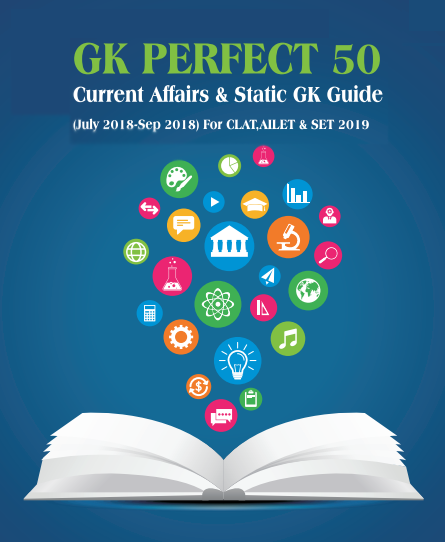 GK PERFECT 50
Current Affairs & Static GK Guide
(July 2018-Sep 2018) For CLAT,AILET & SET 2019